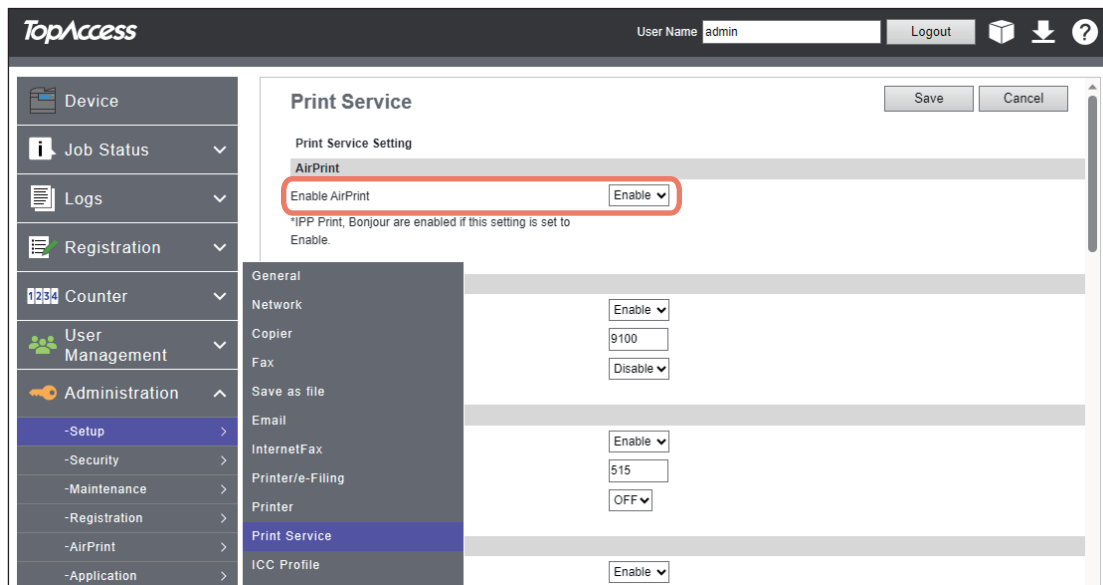 TopAccess
User Name admin Logout ?
Device
Job Status
Logs
Registration
1234 Counter
User
Management
Administration
-Setup
-Security
-Maintenance
-Registration
-AirPrint
-Application
General
Network
Copier
Fax
Save as file
Email
InternetFax
Printer/e-Filing
Printer
Print Service
ICC Profile
Print Service Save Cancel
Print Service Setting
AirPrint
Enable AirPrint Enable
*IPP Print, Bonjour are enabled if this setting is set to
Enable.
Enable
9100
Disable
Enable
515
OFF
Enable